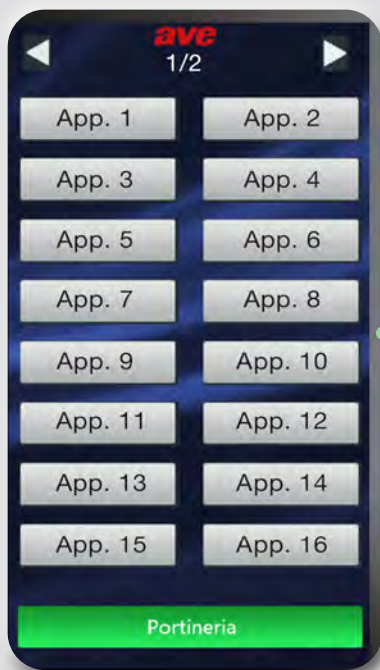 ave
1/2
App. 1 App. 2
App. 3 App. 4
App. 5 App. 6
App. 7 App. 8
App. 9 App. 10
App. 11 App. 12
App. 13 App. 14
App. 15 App. 16
Portineria